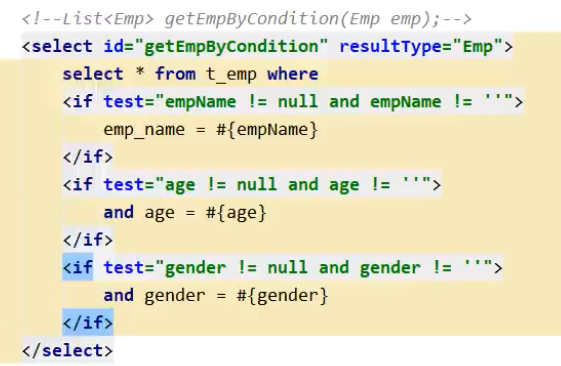 <!--List<Emp> getEmpByCondition(Emp emp);-->
<select id="getEmpByCondition" resultType="Emp">
    select * from t_emp where
    <if test="empName != null and empName != ''">
        emp_name = #{empName}
    </if>
    <if test="age != null and age != ''">
        and age = #{age}
    </if>
    <if test="gender != null and gender != ''">
        and gender = #{gender}
    </if>
</select>